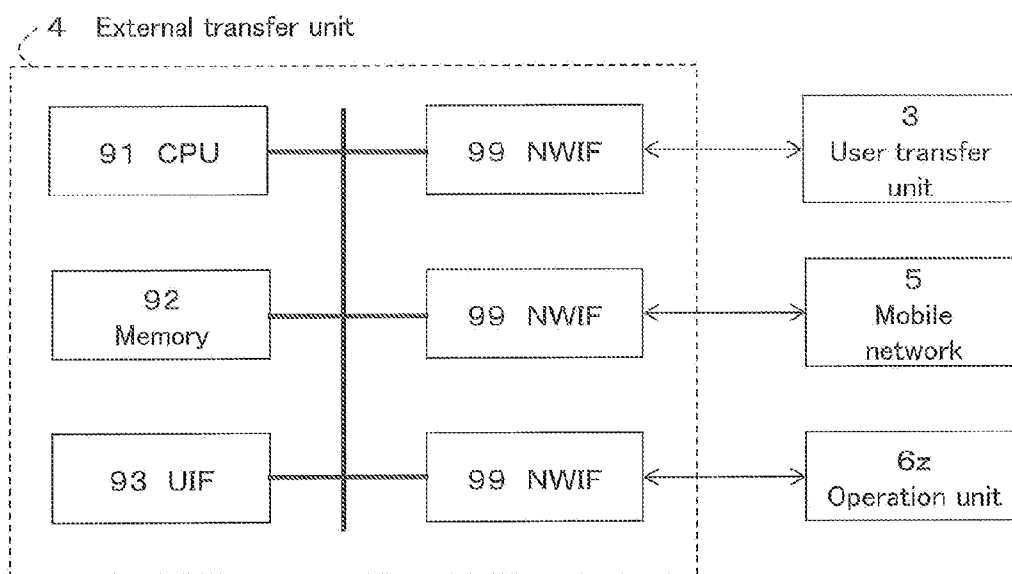 4 External transfer unit
91 CPU
99 NWIF
3
User transfer
unit
92
Memory
99 NWIF
5
Mobile
network
93 UIF
99 NWIF
6z
Operation unit